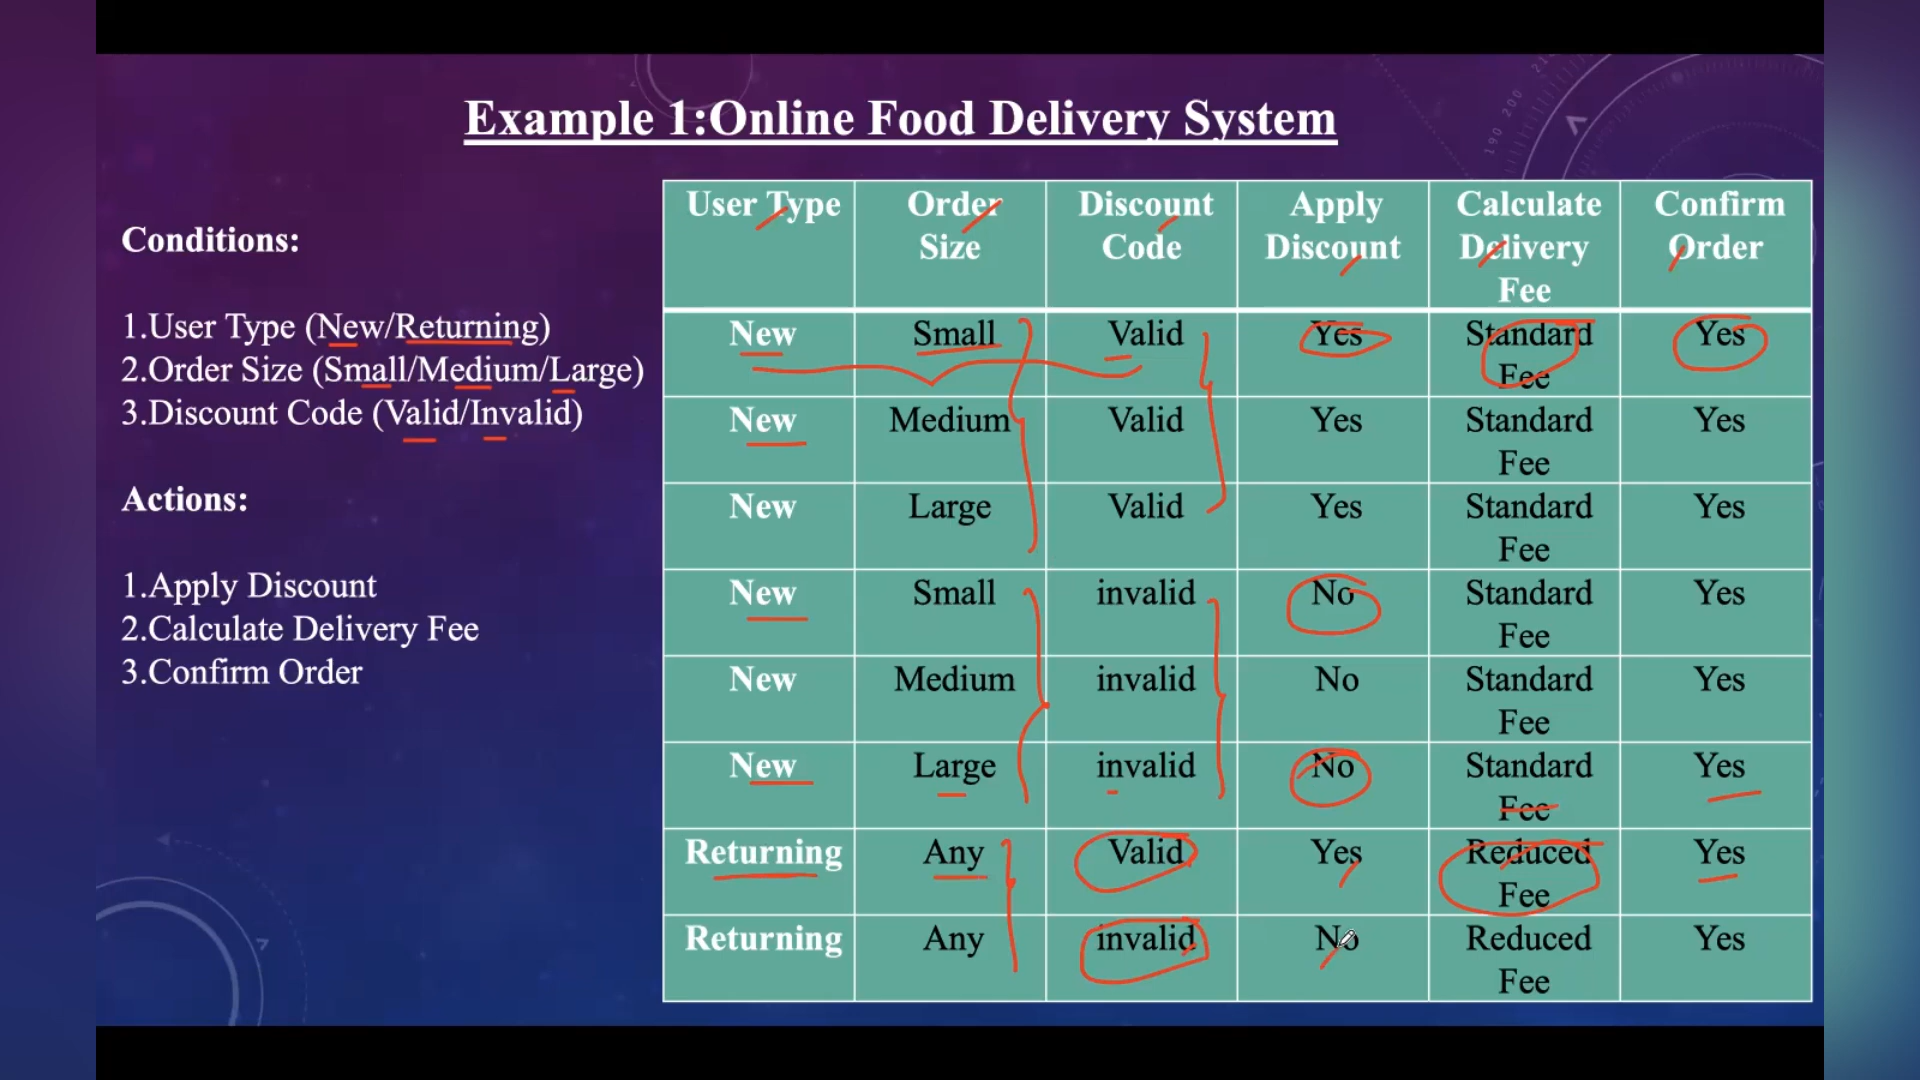 Example 1:Online Food Delivery System
Conditions:
1.User Type (New/Returning)
2.Order Size (Small/Medium/Large)
3.Discount Code (Valid/Invalid)
Actions:
1.Apply Discount
2.Calculate Delivery Fee
3.Confirm Order
User Type Order Discount Apply Calculate Confirm
Size Code Discount Delivery Order
Fee
New Small Valid Yes Standard Yes
Fee
New Medium Valid Yes Standard Yes
Fee
New Large Valid Yes Standard Yes
Fee
New Small invalid No Standard Yes
Fee
New Medium invalid No Standard Yes
Fee
New Large invalid No Standard Yes
Fee
Returning Any Valid Yes Reduced Yes
Fee
Returning Any invalid No Reduced Yes
Fee